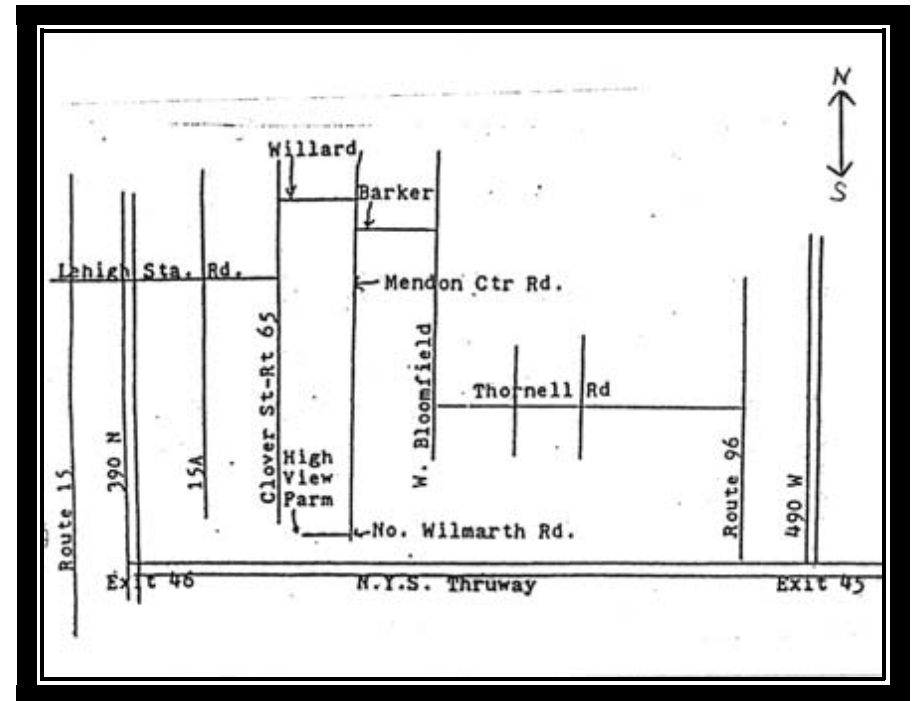 N
S
Willard
Barker
Lehigh Sta. Rd.
Mendon Ctr Rd.
Clover St-Rt 65
W. Bloomfield
Thornell Rd
Route 15
390 N
15A
High
View
Farm
Route 96
490 W
No. Wilmarth Rd.
Exit 46
N.Y.S. Thruway
Exit 45